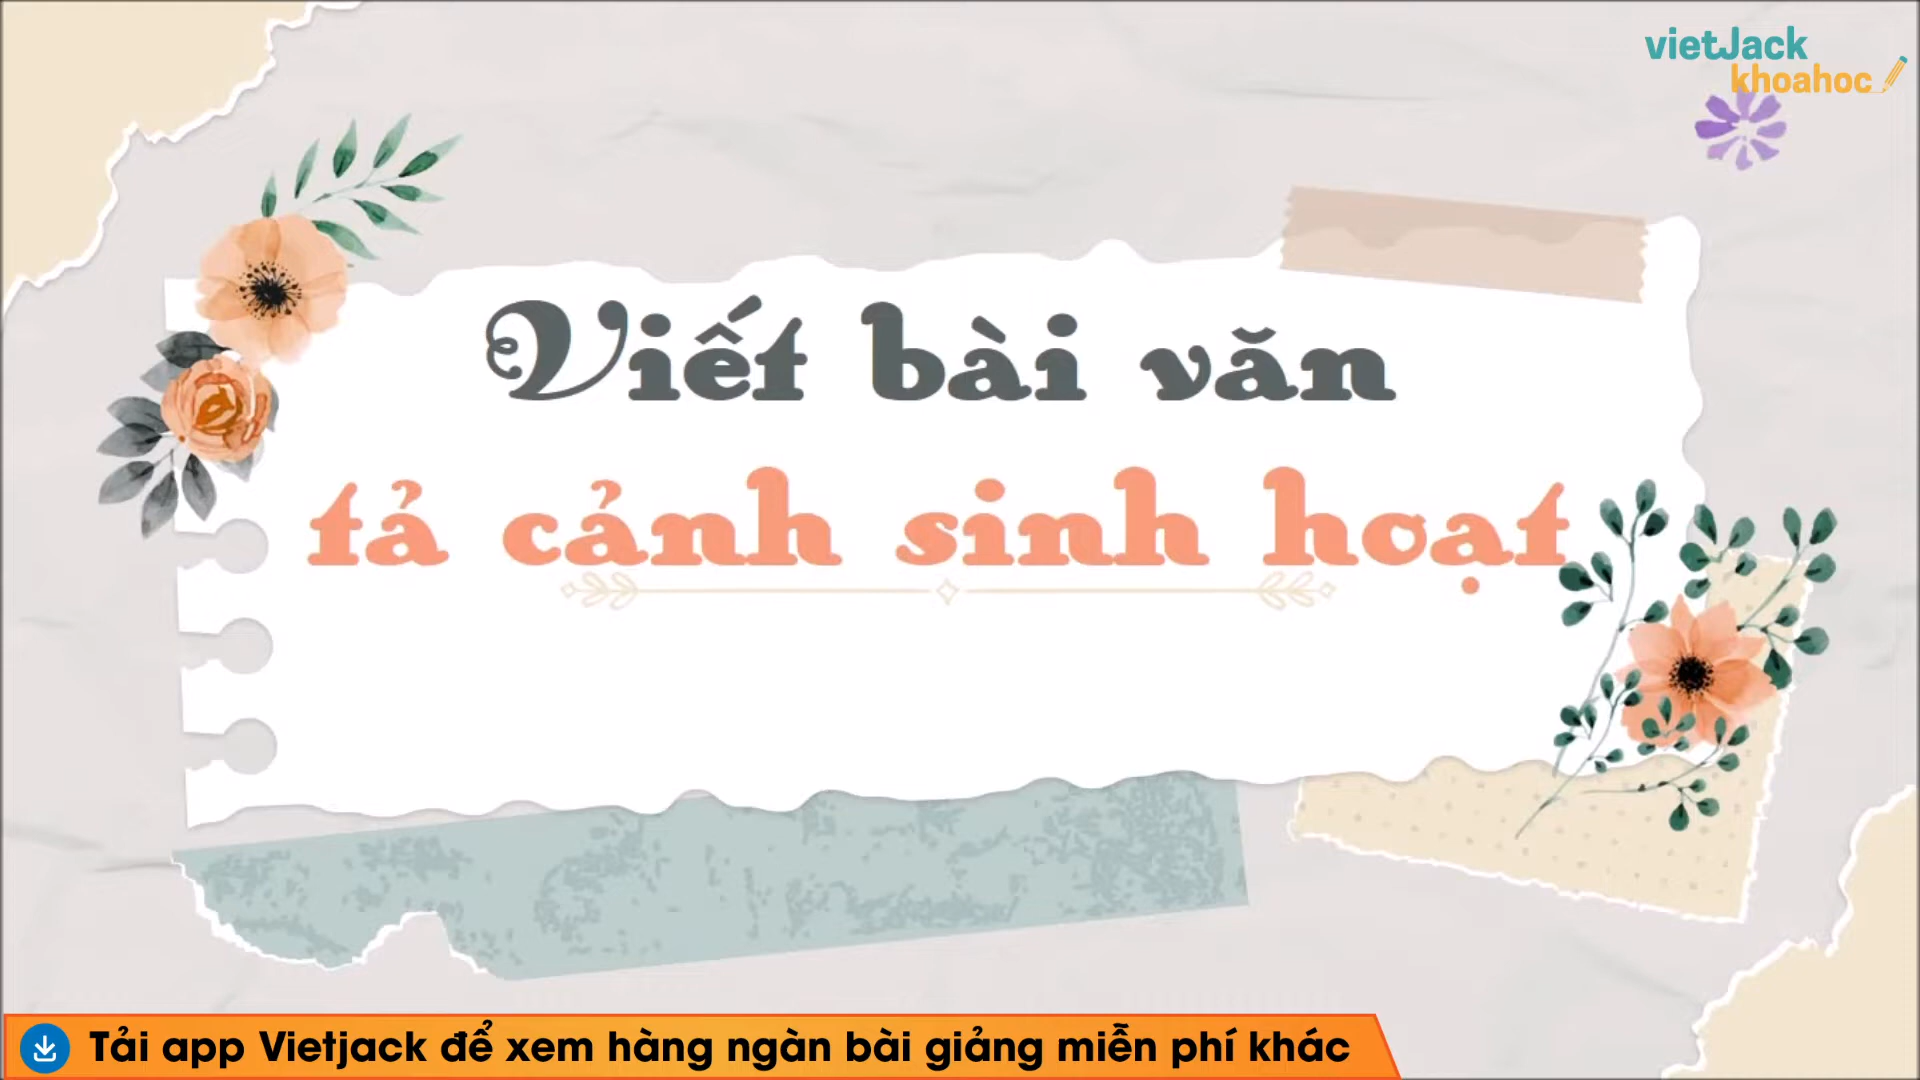 vietJack
khoahoc
Viết bài văn
tả cảnh sinh hoạt
Tải app Vietjack để xem hàng ngàn bài giảng miễn phí khác